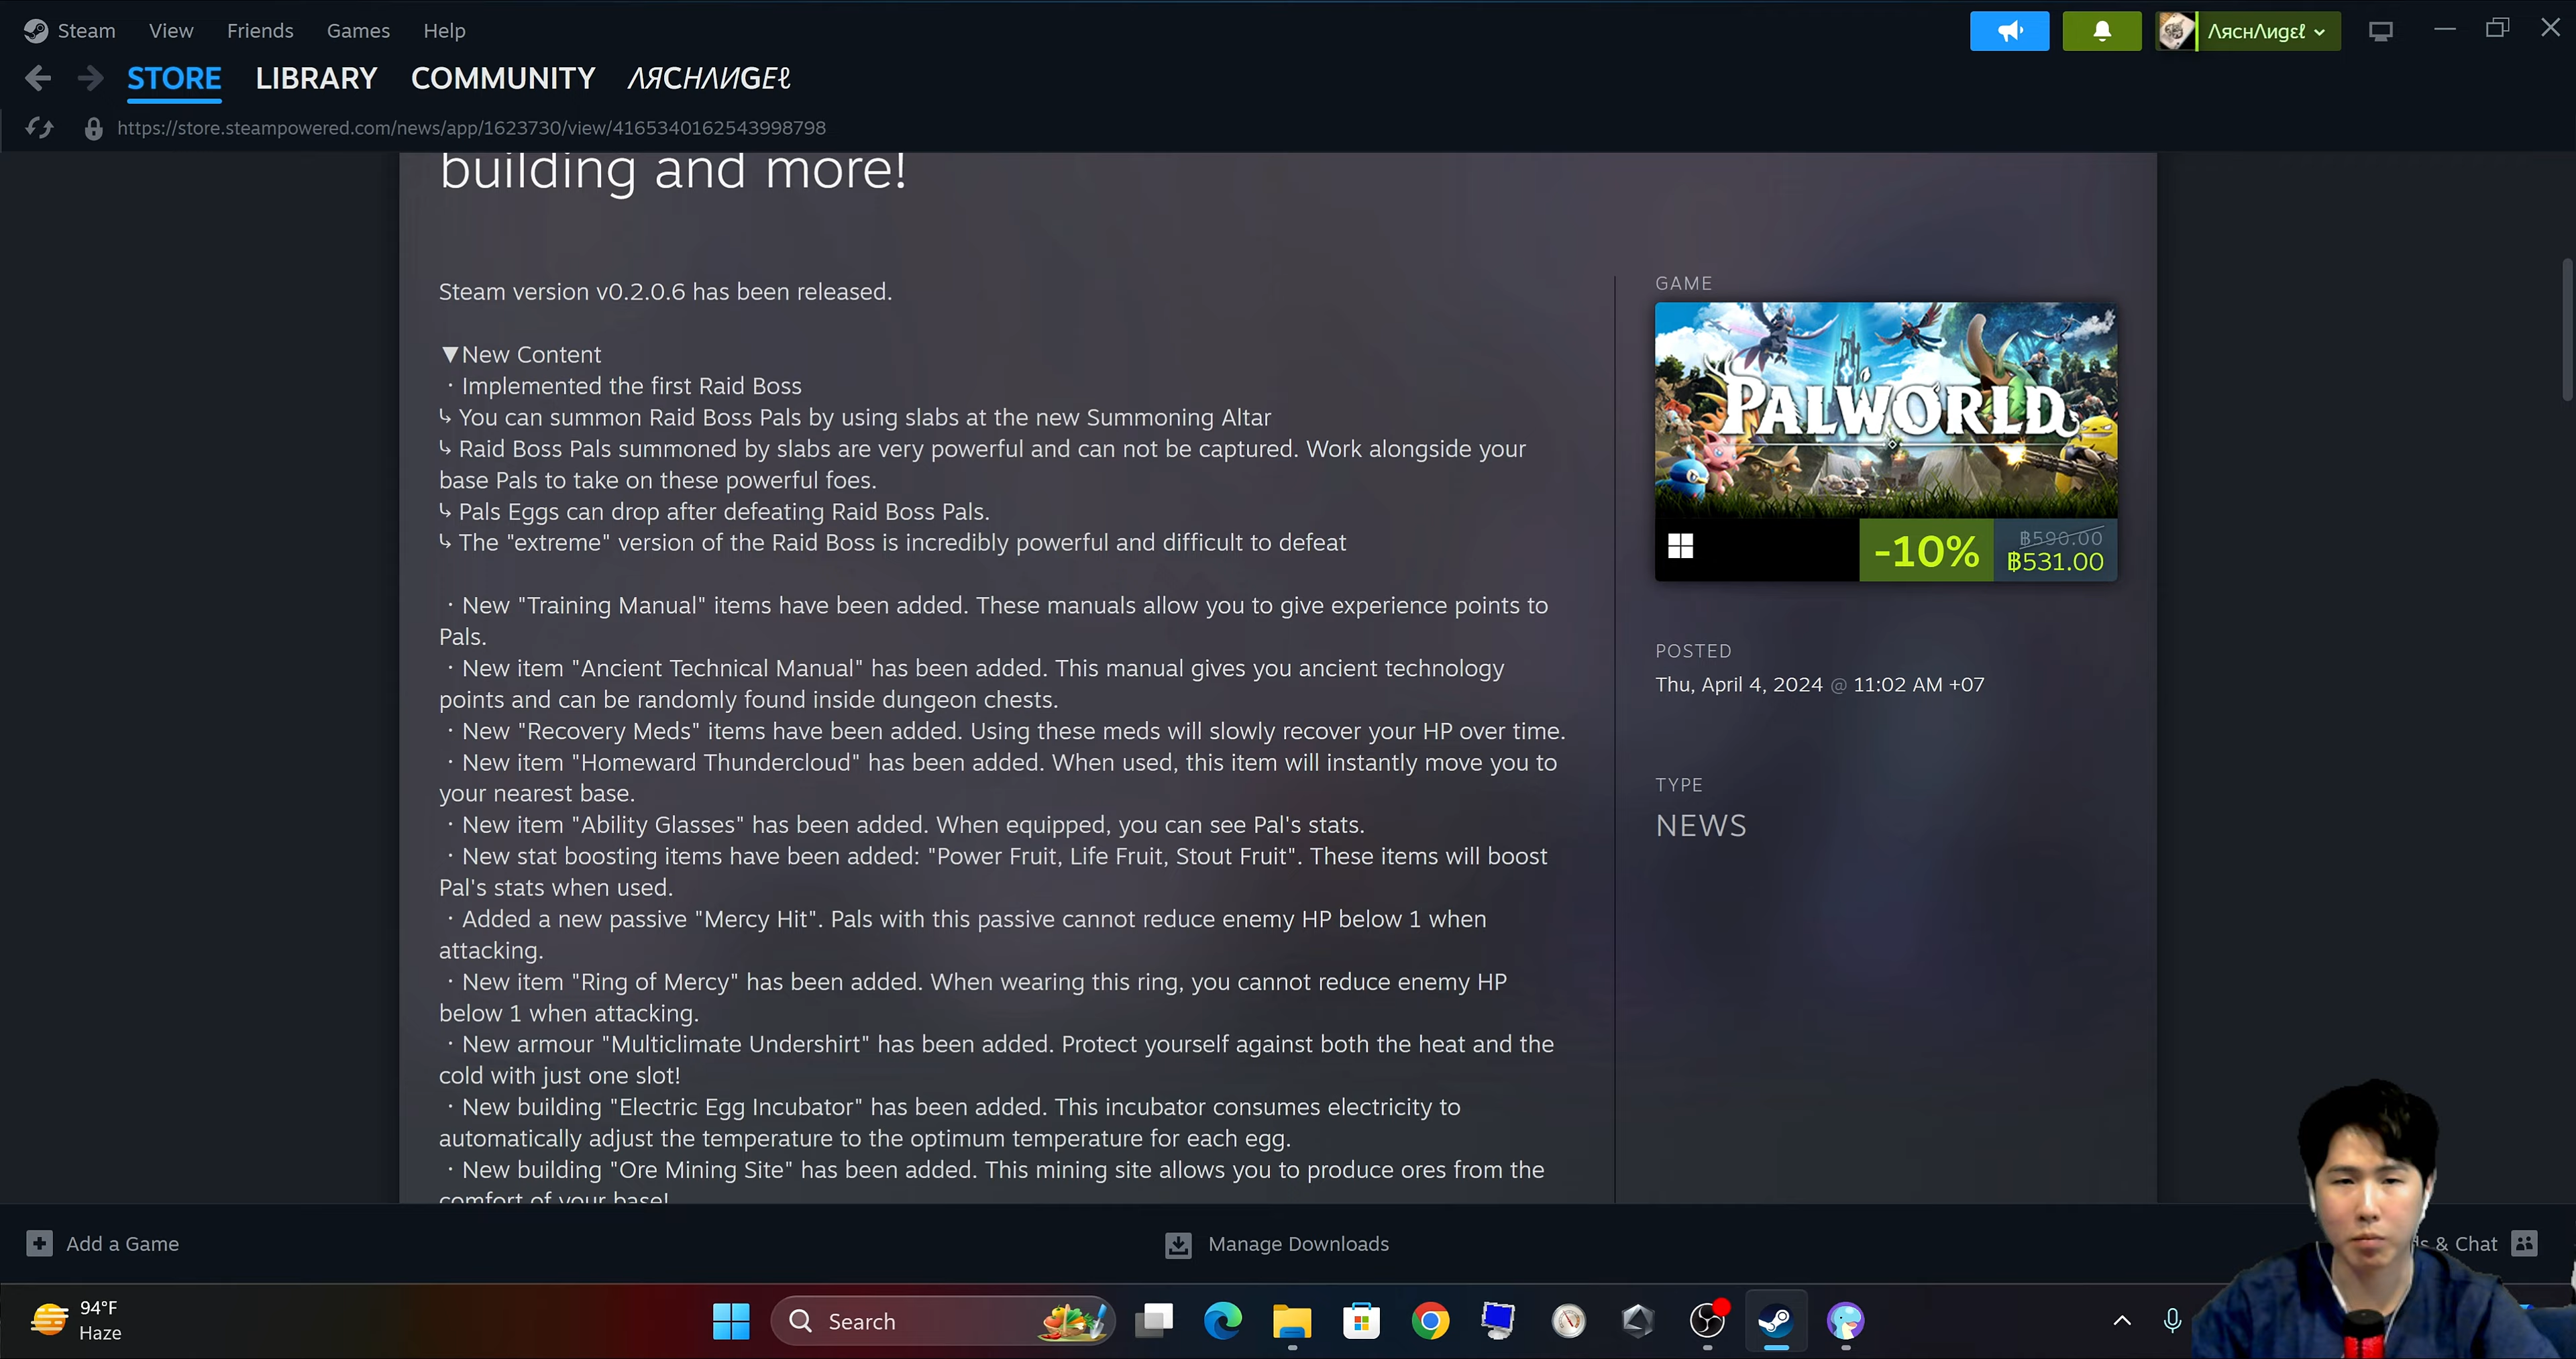 Steam View Friends Games Help
ΛЯCHΛИGEℓ
STORE LIBRARY COMMUNITY ΛЯCHΛИGEℓ
https://store.steampowered.com/news/app/1623730/view/4165340162543998798
building and more!
Steam version v0.2.0.6 has been released.
▼New Content
・Implemented the first Raid Boss
↳ You can summon Raid Boss Pals by using slabs at the new Summoning Altar
↳ Raid Boss Pals summoned by slabs are very powerful and can not be captured. Work alongside your
base Pals to take on these powerful foes.
↳ Pals Eggs can drop after defeating Raid Boss Pals.
↳ The "extreme" version of the Raid Boss is incredibly powerful and difficult to defeat
・New "Training Manual" items have been added. These manuals allow you to give experience points to
Pals.
・New item "Ancient Technical Manual" has been added. This manual gives you ancient technology
points and can be randomly found inside dungeon chests.
・New "Recovery Meds" items have been added. Using these meds will slowly recover your HP over time.
・New item "Homeward Thundercloud" has been added. When used, this item will instantly move you to
your nearest base.
・New item "Ability Glasses" has been added. When equipped, you can see Pal's stats.
・New stat boosting items have been added: "Power Fruit, Life Fruit, Stout Fruit". These items will boost
Pal's stats when used.
・Added a new passive "Mercy Hit". Pals with this passive cannot reduce enemy HP below 1 when
attacking.
・New item "Ring of Mercy" has been added. When wearing this ring, you cannot reduce enemy HP
below 1 when attacking.
・New armour "Multiclimate Undershirt" has been added. Protect yourself against both the heat and the
cold with just one slot!
・New building "Electric Egg Incubator" has been added. This incubator consumes electricity to
automatically adjust the temperature to the optimum temperature for each egg.
・New building "Ore Mining Site" has been added. This mining site allows you to produce ores from the
comfort of your base!
GAME
PALWORLD
-10%
฿590.00
฿531.00
POSTED
Thu, April 4, 2024 @ 11:02 AM +07
TYPE
NEWS
Add a Game
Manage Downloads
& Chat
94°F
Haze
Search